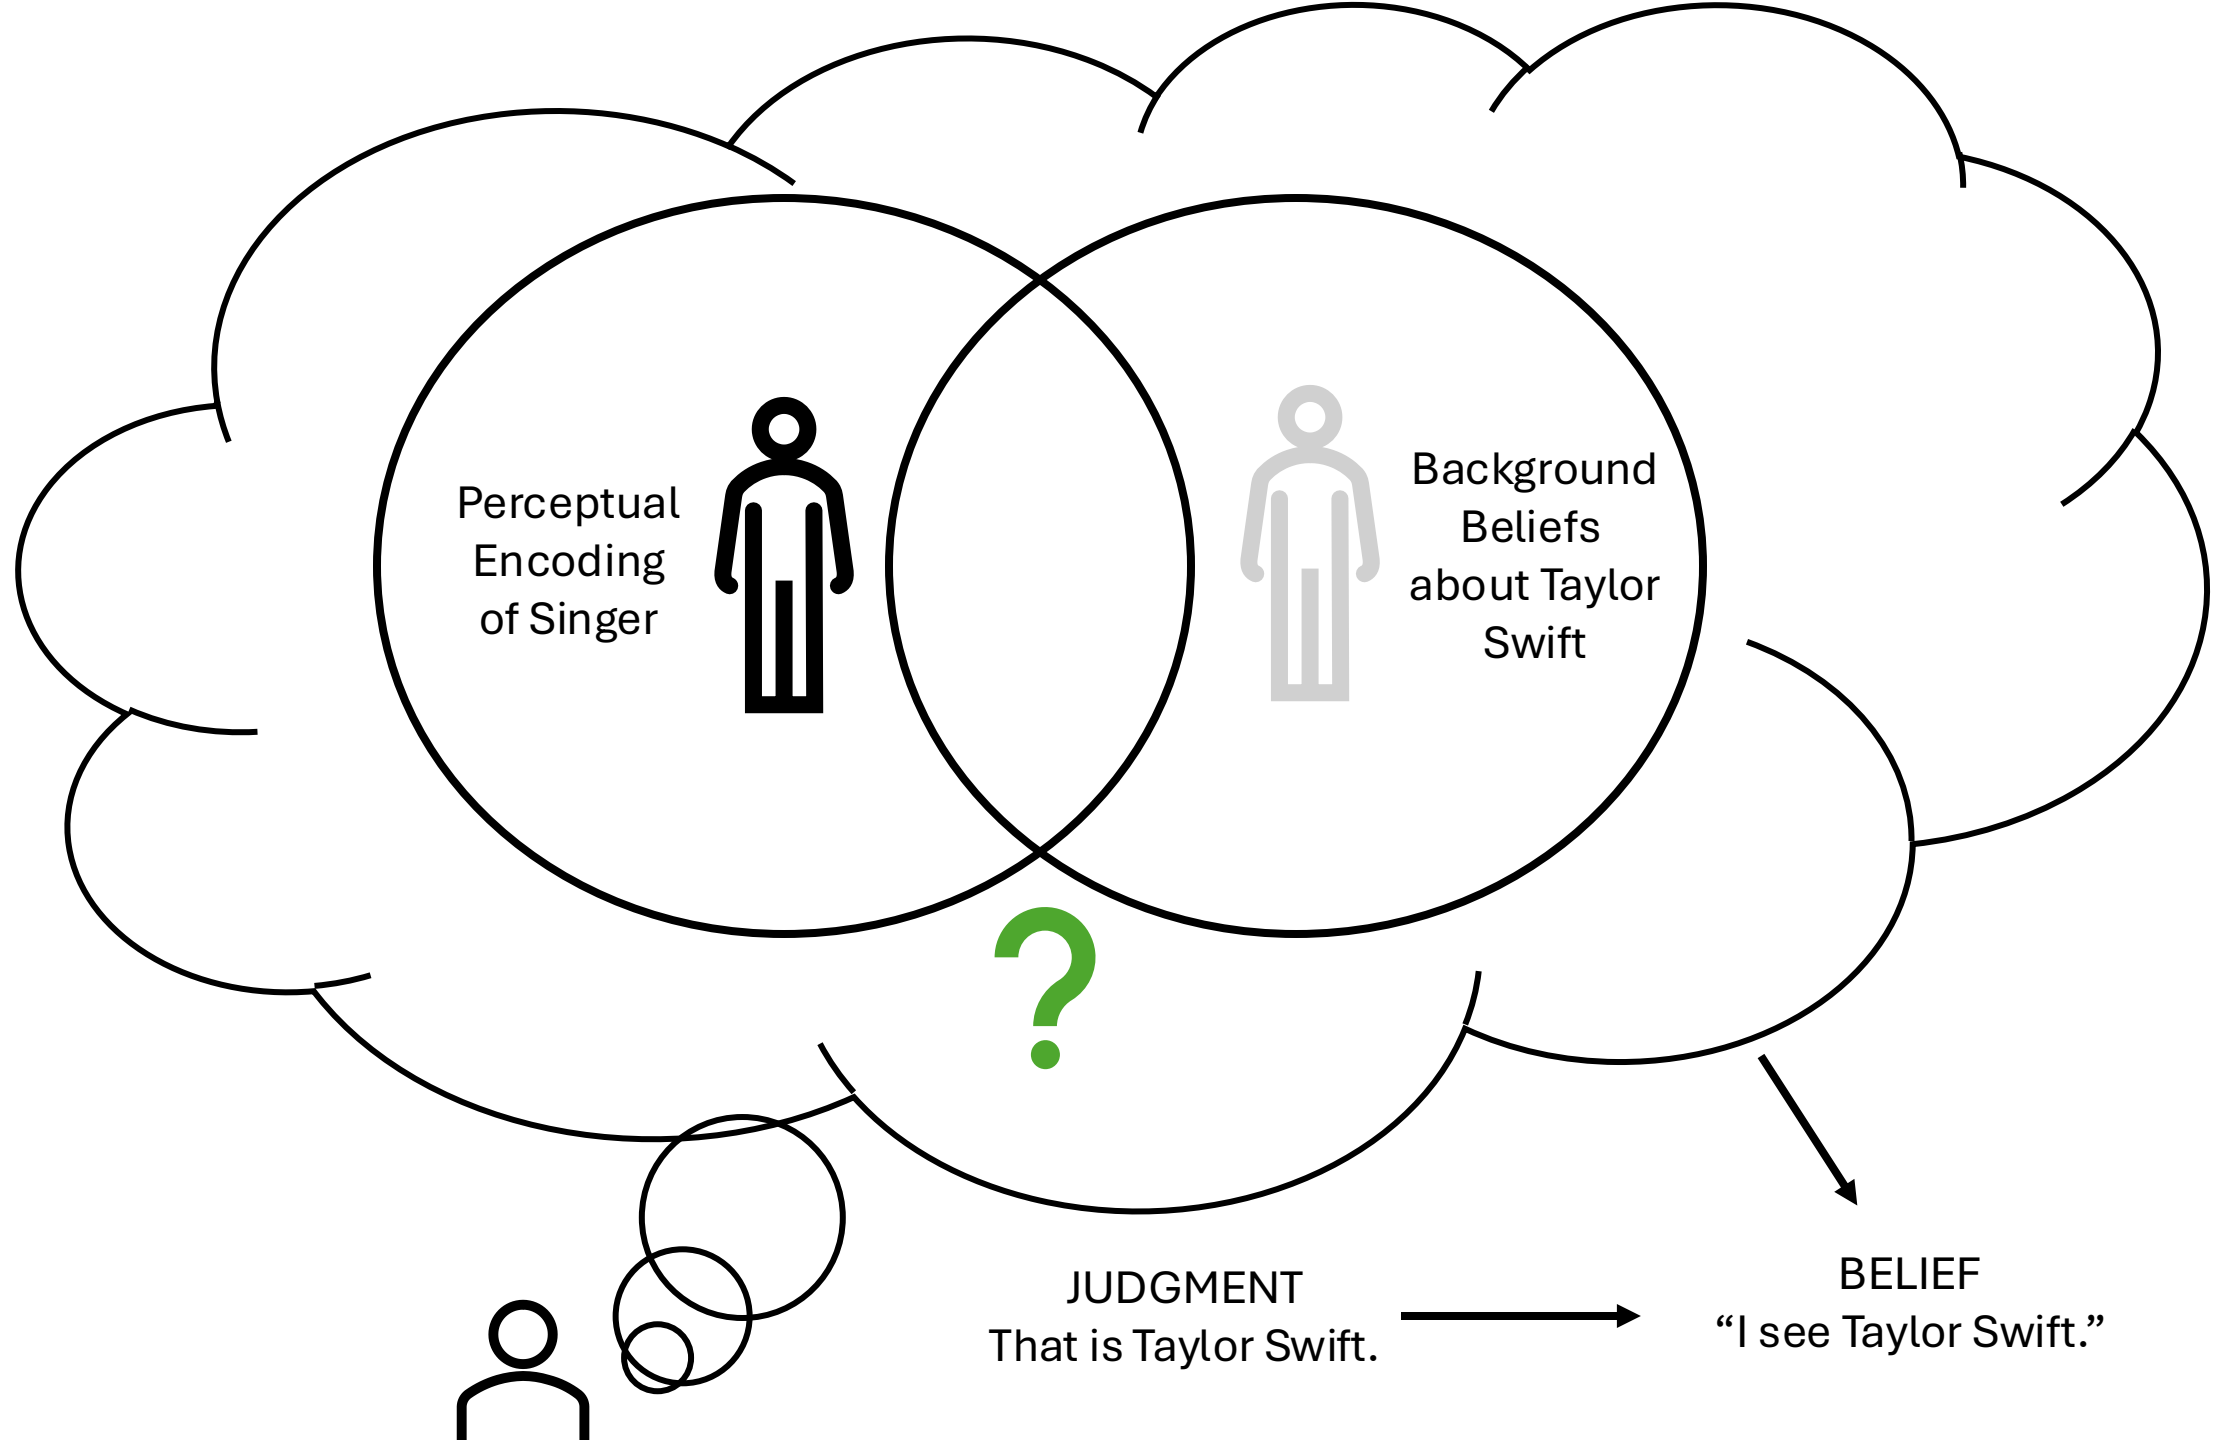 Perceptual
Encoding
of Singer
Background
Beliefs
about Taylor
Swift
?
JUDGMENT
That is Taylor Swift.
BELIEF
“I see Taylor Swift.”